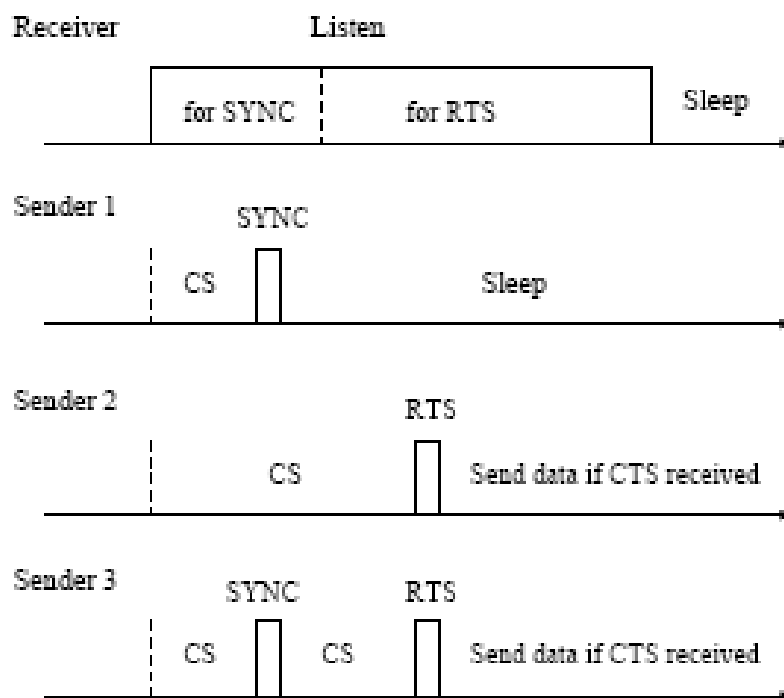 Receiver Listen
for SYNC for RTS Sleep
Sender 1
SYNC
CS Sleep
Sender 2
RTS
CS Send data if CTS received
Sender 3
SYNC RTS
CS CS Send data if CTS received